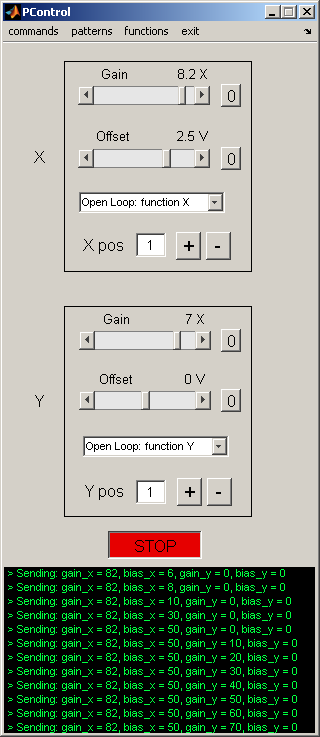 PControl
commands patterns functions exit
Gain 8.2 X
0
Offset 2.5 V
0
X
Open Loop: function X
X pos 1 + -
Gain 7 X
0
Offset 0 V
0
Y
Open Loop: function Y
Y pos 1 + -
STOP
> Sending: gain_x = 82, bias_x = 6, gain_y = 0, bias_y = 0
> Sending: gain_x = 82, bias_x = 8, gain_y = 0, bias_y = 0
> Sending: gain_x = 82, bias_x = 10, gain_y = 0, bias_y = 0
> Sending: gain_x = 82, bias_x = 30, gain_y = 0, bias_y = 0
> Sending: gain_x = 82, bias_x = 50, gain_y = 0, bias_y = 0
> Sending: gain_x = 82, bias_x = 50, gain_y = 10, bias_y = 0
> Sending: gain_x = 82, bias_x = 50, gain_y = 20, bias_y = 0
> Sending: gain_x = 82, bias_x = 50, gain_y = 30, bias_y = 0
> Sending: gain_x = 82, bias_x = 50, gain_y = 40, bias_y = 0
> Sending: gain_x = 82, bias_x = 50, gain_y = 50, bias_y = 0
> Sending: gain_x = 82, bias_x = 50, gain_y = 60, bias_y = 0
> Sending: gain_x = 82, bias_x = 50, gain_y = 70, bias_y = 0